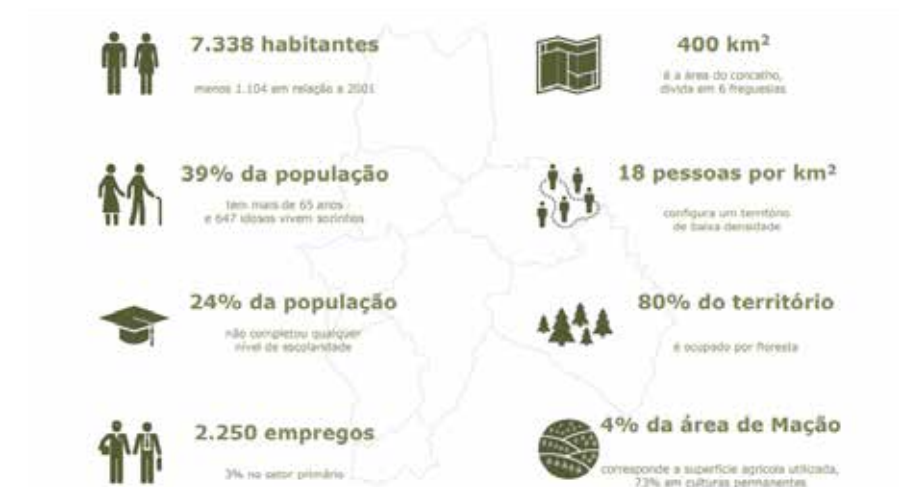 7.338 habitantes
menos 1.104 em relação a 2001
39% da população
tem mais de 65 anos
e 647 idosos vivem sozinhos
24% da população
não completou qualquer
nível de escolaridade
2.250 empregos
3% no setor primário
400 km²
é a área do concelho,
divida em 6 freguesias
18 pessoas por km²
configura um território
de baixa densidade
80% do território
é ocupado por floresta
4% da área de Mação
corresponde a superfície agrícola utilizada,
73% em culturas permanentes